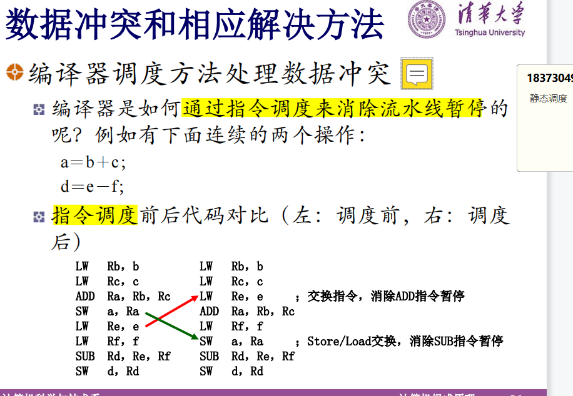 数据冲突和相应解决方法
清华大学
Tsinghua University
编译器调度方法处理数据冲突
18373049
静态调度
编译器是如何通过指令调度来消除流水线暂停的
呢？例如有下面连续的两个操作：
a=b+c;
d=e−f;
指令调度前后代码对比（左：调度前，右：调度
后）
LW Rb, b LW Rb, b
LW Rc, c LW Rc, c
ADD Ra, Rb, Rc LW Re, e ；交换指令，消除ADD指令暂停
SW a, Ra ADD Ra, Rb, Rc
LW Re, e LW Rf, f
LW Rf, f SW a, Ra ；Store/Load交换，消除SUB指令暂停
SUB Rd, Re, Rf SUB Rd, Re, Rf
SW d, Rd SW d, Rd